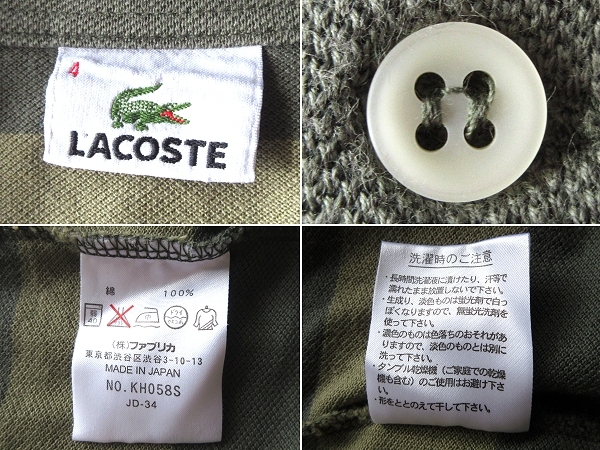 4
LACOSTE
綿 100%
40
ドライ
(株)ファブリカ
東京都渋谷区渋谷3-10-13
MADE IN JAPAN
NO.KH058S
JD-34
洗濯時のご注意
・長時間洗濯液に漬けたり、汗等で
濡れたまま放置しないで下さい。
・生成り、淡色のものは蛍光剤で白っ
ぽくなりますので、無蛍光洗剤を
使って下さい。
・濃色のものは色落ちのおそれがあ
りますので、淡色のものとは別に
洗って下さい。
・タンブル乾燥機(ご家庭での乾燥
機も含む)のご使用はお避け下さ
い。
・形をととのえて干して下さい。